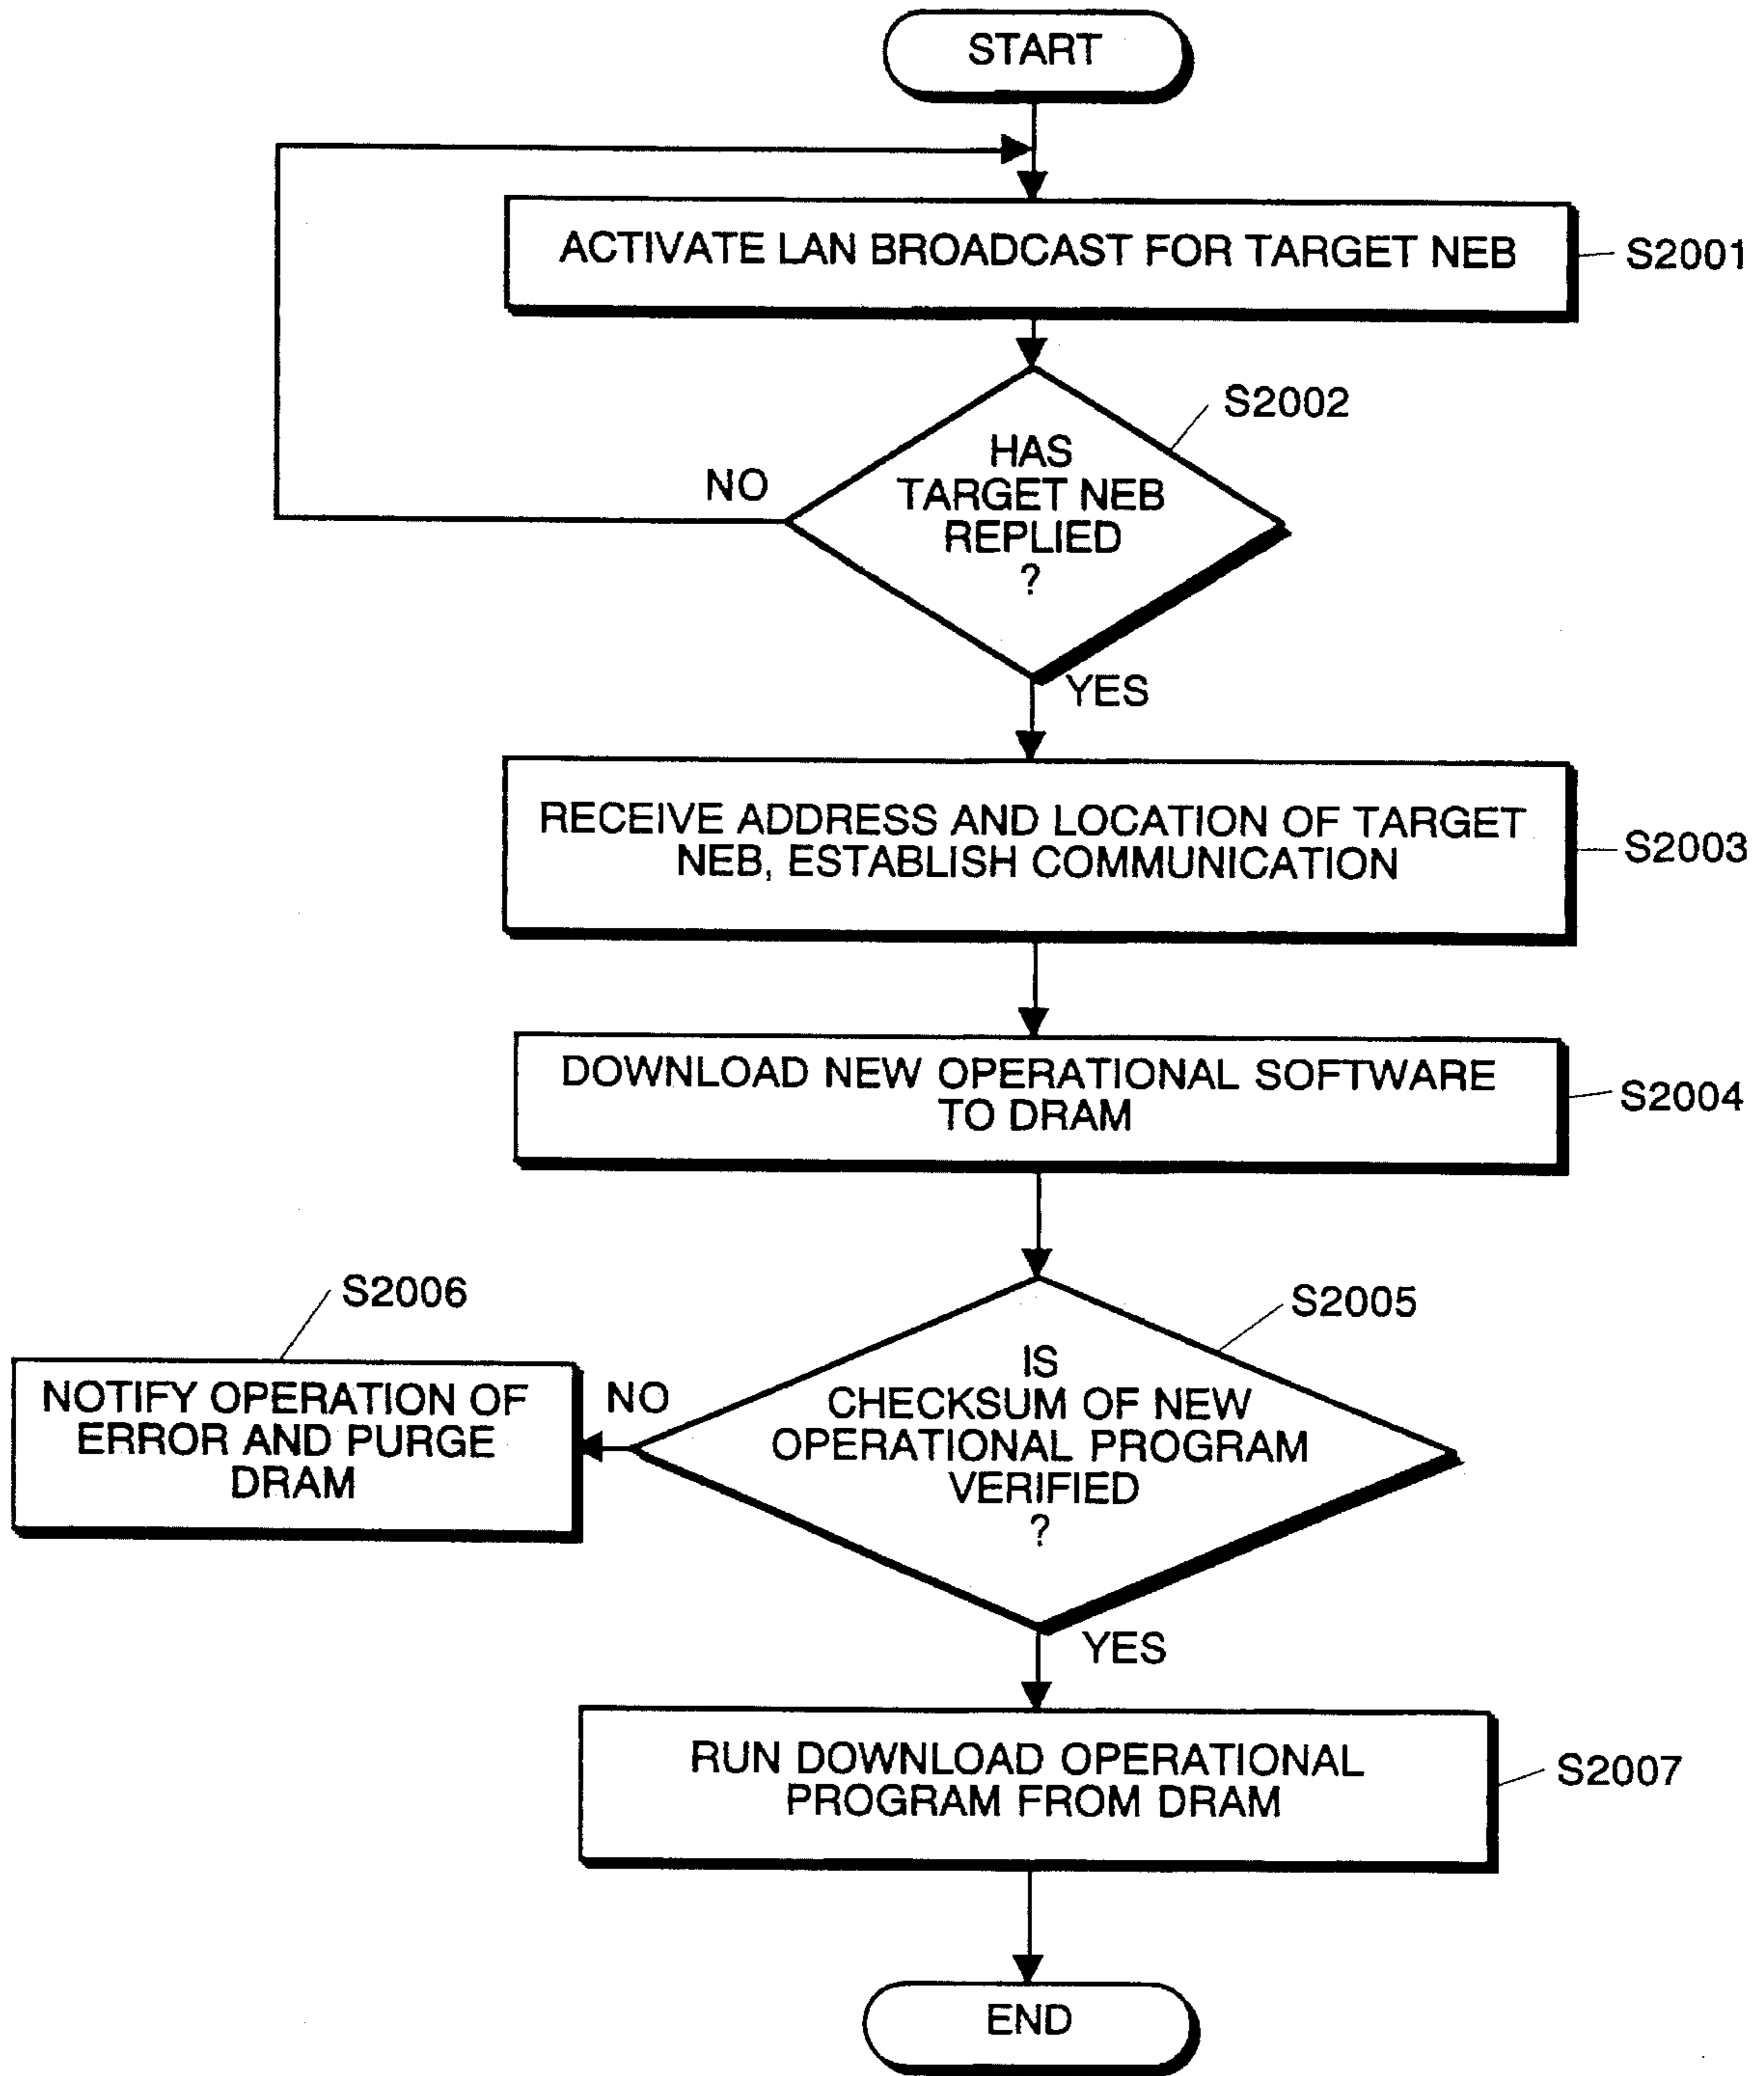 START
ACTIVATE LAN BROADCAST FOR TARGET NEB
S2001
S2002
HAS
TARGET NEB
REPLIED
?
NO
YES
RECEIVE ADDRESS AND LOCATION OF TARGET
NEB, ESTABLISH COMMUNICATION
S2003
DOWNLOAD NEW OPERATIONAL SOFTWARE
TO DRAM
S2004
S2005
IS
CHECKSUM OF NEW
OPERATIONAL PROGRAM
VERIFIED
?
NO
S2006
NOTIFY OPERATION OF
ERROR AND PURGE
DRAM
YES
RUN DOWNLOAD OPERATIONAL
PROGRAM FROM DRAM
S2007
END